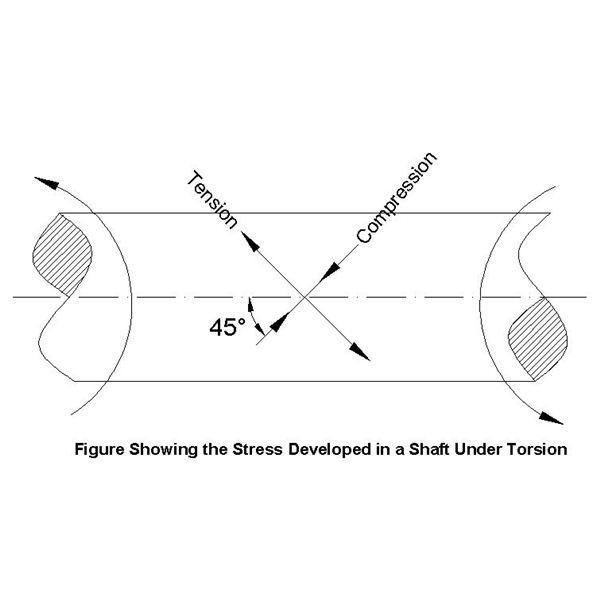 Tension
Compression
45°
Figure Showing the Stress Developed in a Shaft Under Torsion